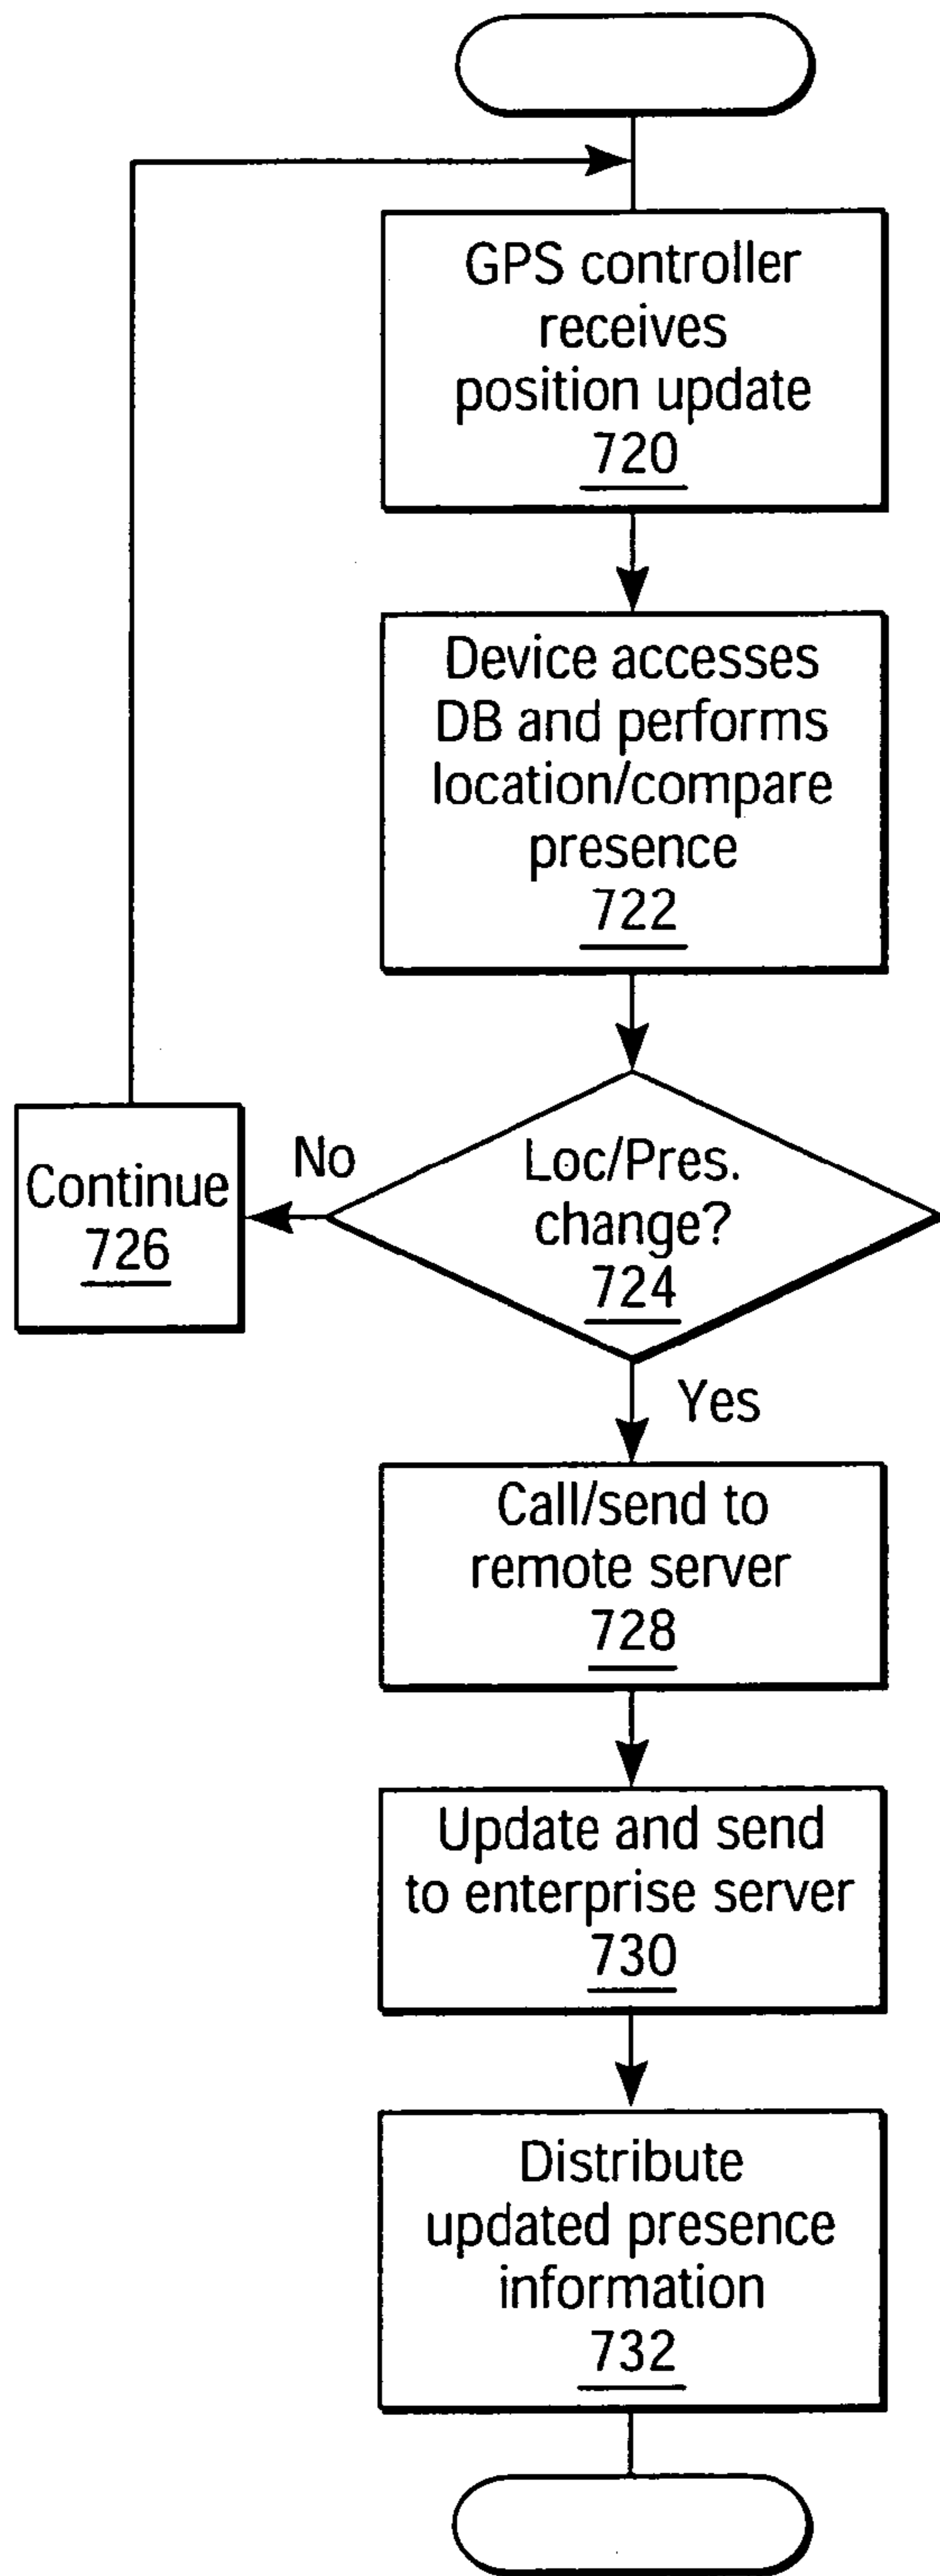 GPS controller
receives
position update
720
Device accesses
DB and performs
location/compare
presence
722
Loc/Pres.
change?
724
No
Continue
726
Yes
Call/send to
remote server
728
Update and send
to enterprise server
730
Distribute
updated presence
information
732